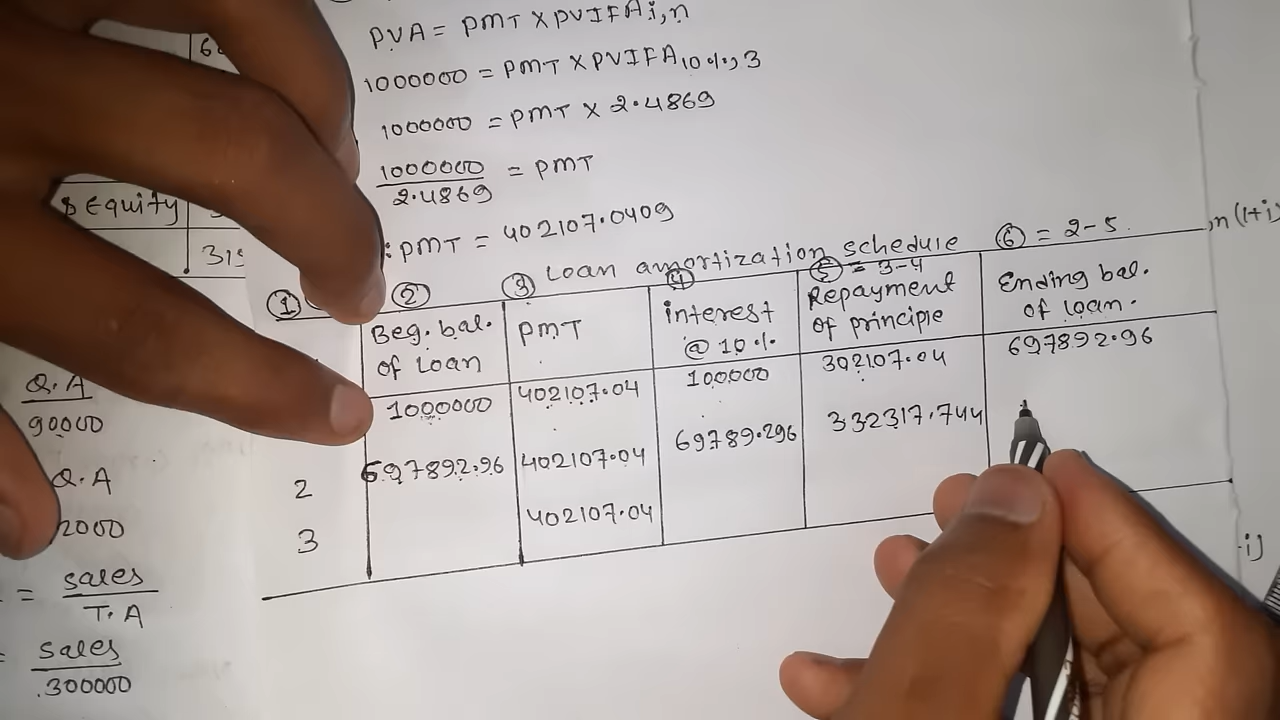 PVA = PMT X PVIFA i,n
1000000 = PMT X PVIFA 10%,3
1000000 = PMT X 2.4869
1000000 = PMT
2.4869
: PMT = 402107.0409
Loan amortization schedule
① ② ③ ④ ⑤ = 3-4 ⑥ = 2-5
Beg. bal. of loan PMT interest @ 10% Repayment of principle Ending bal. of loan.
1000000 402107.04 100000 302107.04 697892.96
2 697892.96 402107.04 69789.296 332317.744
3 402107.04
$ Equity
Q.A
90000
Q.A
2000
= sales
T.A
= sales
.300000
,n (1+i)